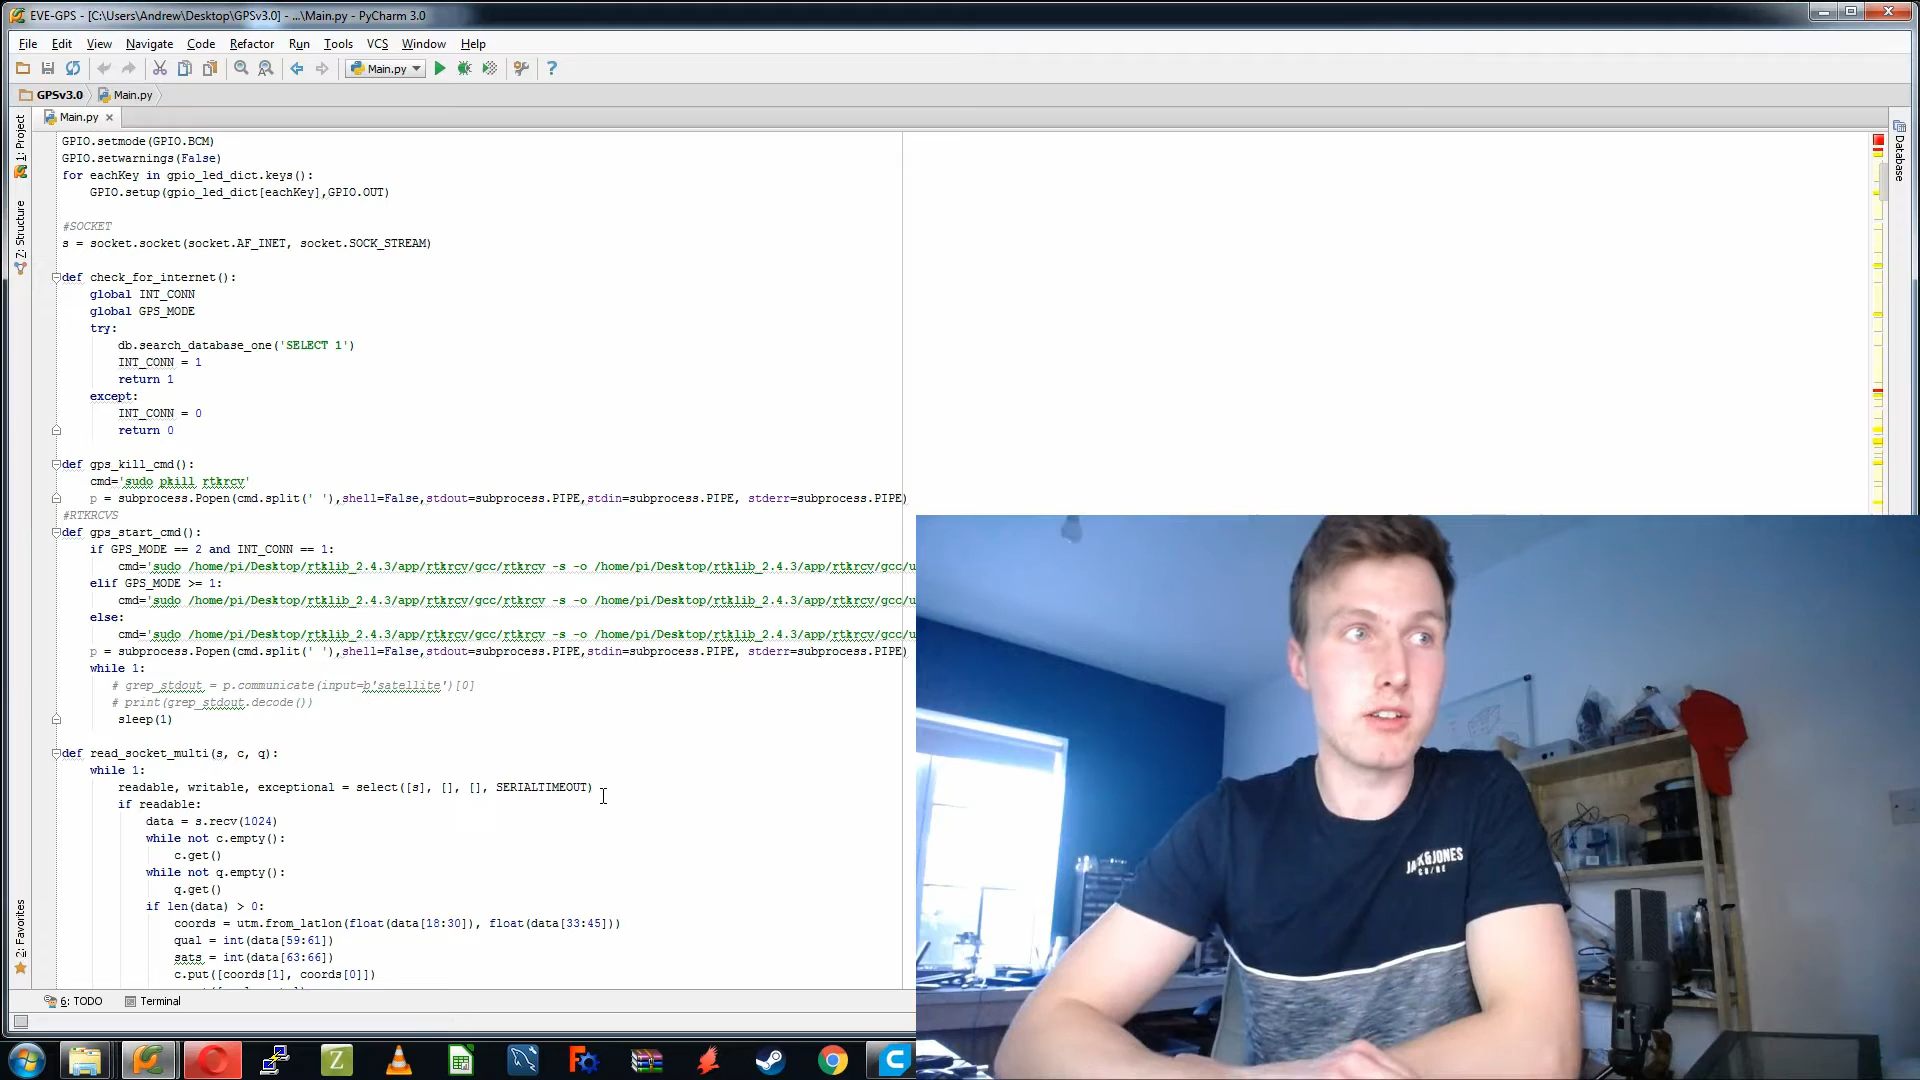 EVE-GPS - [C:\Users\Andrew\Desktop\GPSv3.0] - ...\Main.py - PyCharm 3.0
File Edit View Navigate Code Refactor Run Tools VCS Window Help
Main.py
GPSv3.0 Main.py
Main.py
1: Project
Z: Structure
2: Favorites
Database
GPIO.setmode(GPIO.BCM)
GPIO.setwarnings(False)
for eachKey in gpio_led_dict.keys():
GPIO.setup(gpio_led_dict[eachKey],GPIO.OUT)
#SOCKET
s = socket.socket(socket.AF_INET, socket.SOCK_STREAM)
def check_for_internet():
global INT_CONN
global GPS_MODE
try:
db.search_database_one('SELECT 1')
INT_CONN = 1
return 1
except:
INT_CONN = 0
return 0
def gps_kill_cmd():
cmd='sudo pkill rtkrcv'
p = subprocess.Popen(cmd.split(' '),shell=False,stdout=subprocess.PIPE,stdin=subprocess.PIPE, stderr=subprocess.PIPE)
#RTKRCVS
def gps_start_cmd():
if GPS_MODE == 2 and INT_CONN == 1:
cmd='sudo /home/pi/Desktop/rtklib_2.4.3/app/rtkrcv/gcc/rtkrcv -s -o /home/pi/Desktop/rtklib_2.4.3/app/rtkrcv/gcc/u
elif GPS_MODE >= 1:
cmd='sudo /home/pi/Desktop/rtklib_2.4.3/app/rtkrcv/gcc/rtkrcv -s -o /home/pi/Desktop/rtklib_2.4.3/app/rtkrcv/gcc/u
else:
cmd='sudo /home/pi/Desktop/rtklib_2.4.3/app/rtkrcv/gcc/rtkrcv -s -o /home/pi/Desktop/rtklib_2.4.3/app/rtkrcv/gcc/u
p = subprocess.Popen(cmd.split(' '),shell=False,stdout=subprocess.PIPE,stdin=subprocess.PIPE, stderr=subprocess.PIPE)
while 1:
# grep_stdout = p.communicate(input=b'satellite')[0]
# print(grep_stdout.decode())
sleep(1)
def read_socket_multi(s, c, q):
while 1:
readable, writable, exceptional = select([s], [], [], SERIALTIMEOUT)
if readable:
data = s.recv(1024)
while not c.empty():
c.get()
while not q.empty():
q.get()
if len(data) > 0:
coords = utm.from_latlon(float(data[18:30]), float(data[33:45]))
qual = int(data[59:61])
sats = int(data[63:66])
c.put([coords[1], coords[0]])
6: TODO Terminal
JACK&JONES